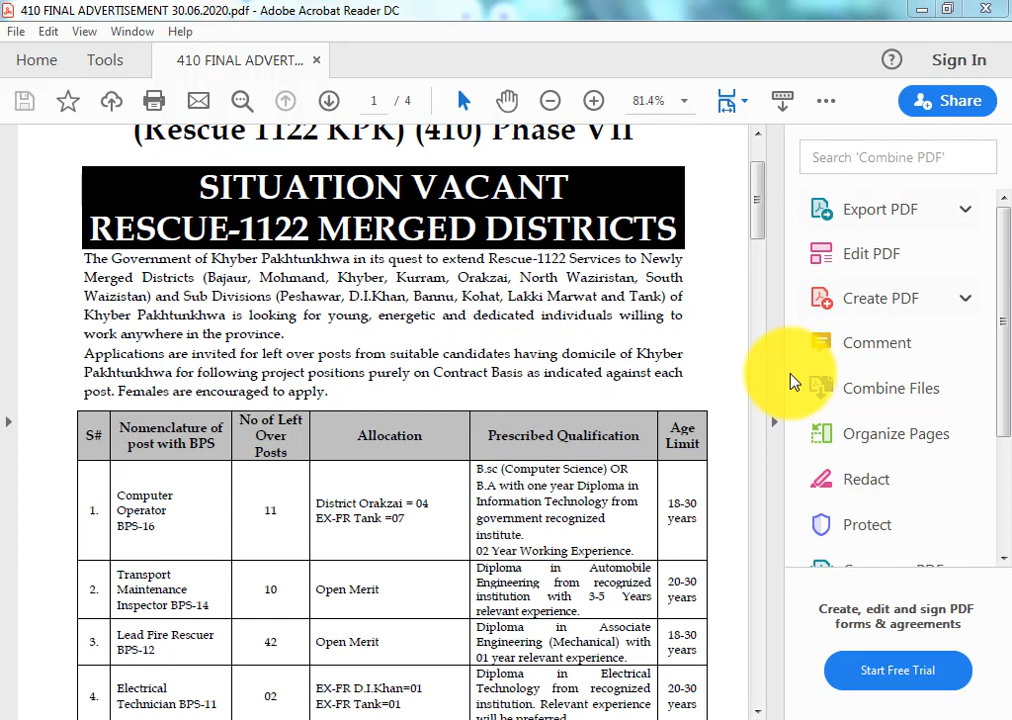 410 FINAL ADVERTISEMENT 30.06.2020.pdf - Adobe Acrobat Reader DC
File Edit View Window Help
Home Tools 410 FINAL ADVERT... × Sign In
1 / 4 81.4% Share
(Rescue 1122 KPK) (410) Phase VII
SITUATION VACANT
RESCUE-1122 MERGED DISTRICTS
The Government of Khyber Pakhtunkhwa in its quest to extend Rescue-1122 Services to Newly
Merged Districts (Bajaur, Mohmand, Khyber, Kurram, Orakzai, North Waziristan, South
Waizistan) and Sub Divisions (Peshawar, D.I.Khan, Bannu, Kohat, Lakki Marwat and Tank) of
Khyber Pakhtunkhwa is looking for young, energetic and dedicated individuals willing to
work anywhere in the province.
Applications are invited for left over posts from suitable candidates having domicile of Khyber
Pakhtunkhwa for following project positions purely on Contract Basis as indicated against each
post. Females are encouraged to apply.
S#
Nomenclature of
post with BPS
No of Left
Over
Posts
Allocation
Prescribed Qualification
Age
Limit
1.
Computer
Operator
BPS-16
11
District Orakzai = 04
EX-FR Tank =07
B.sc (Computer Science) OR
B.A with one year Diploma in
Information Technology from
government recognized
institute.
02 Year Working Experience.
18-30
years
2.
Transport
Maintenance
Inspector BPS-14
10
Open Merit
Diploma in Automobile
Engineering from recognized
institution with 3-5 Years
relevant experience.
20-30
years
3.
Lead Fire Rescuer
BPS-12
42
Open Merit
Diploma in Associate
Engineering (Mechanical) with
01 year relevant experience.
18-30
years
4.
Electrical
Technician BPS-11
02
EX-FR D.I.Khan=01
EX-FR Tank=01
Diploma in Electrical
Technology from recognized
institution. Relevant experience
will be preferred
20-30
years
Search 'Combine PDF'
Export PDF
Edit PDF
Create PDF
Comment
Combine Files
Organize Pages
Redact
Protect
Create, edit and sign PDF
forms & agreements
Start Free Trial